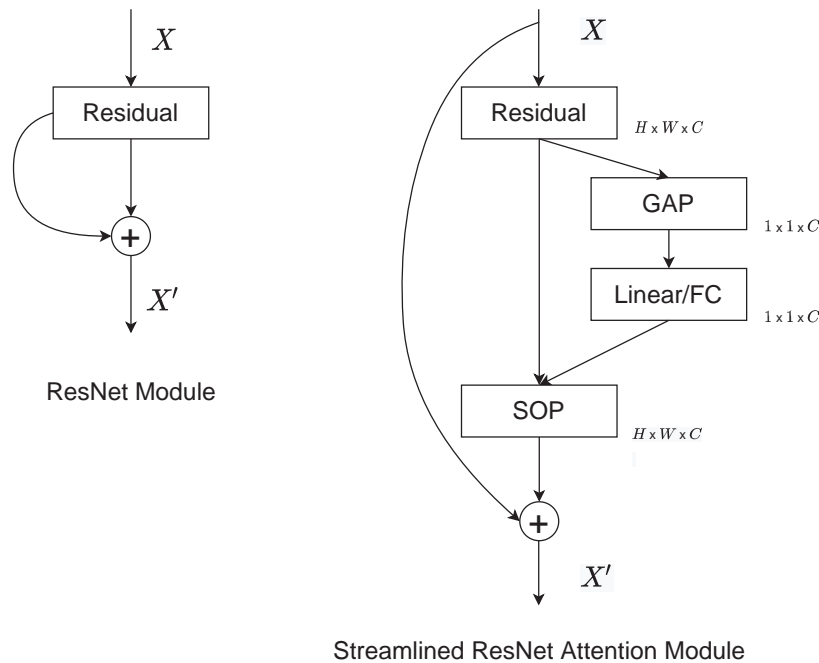 X
Residual
+
X′
ResNet Module
X
Residual
H x W x C
GAP
1 x 1 x C
Linear/FC
1 x 1 x C
SOP
H x W x C
+
X′
Streamlined ResNet Attention Module